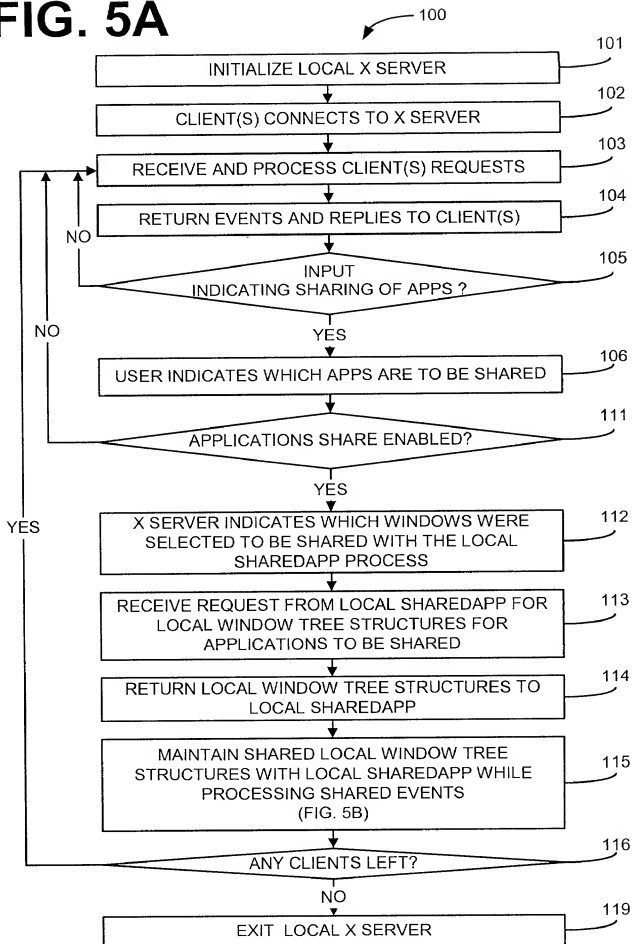 FIG. 5A
100
INITIALIZE LOCAL X SERVER
101
CLIENT(S) CONNECTS TO X SERVER
102
RECEIVE AND PROCESS CLIENT(S) REQUESTS
103
RETURN EVENTS AND REPLIES TO CLIENT(S)
104
NO
INPUT
INDICATING SHARING OF APPS ?
105
NO
YES
USER INDICATES WHICH APPS ARE TO BE SHARED
106
APPLICATIONS SHARE ENABLED?
111
YES
YES
X SERVER INDICATES WHICH WINDOWS WERE
SELECTED TO BE SHARED WITH THE LOCAL
SHAREDAPP PROCESS
112
RECEIVE REQUEST FROM LOCAL SHAREDAPP FOR
LOCAL WINDOW TREE STRUCTURES FOR
APPLICATIONS TO BE SHARED
113
RETURN LOCAL WINDOW TREE STRUCTURES TO
LOCAL SHAREDAPP
114
MAINTAIN SHARED LOCAL WINDOW TREE
STRUCTURES WITH LOCAL SHAREDAPP WHILE
PROCESSING SHARED EVENTS
(FIG. 5B)
115
ANY CLIENTS LEFT?
116
NO
EXIT LOCAL X SERVER
119